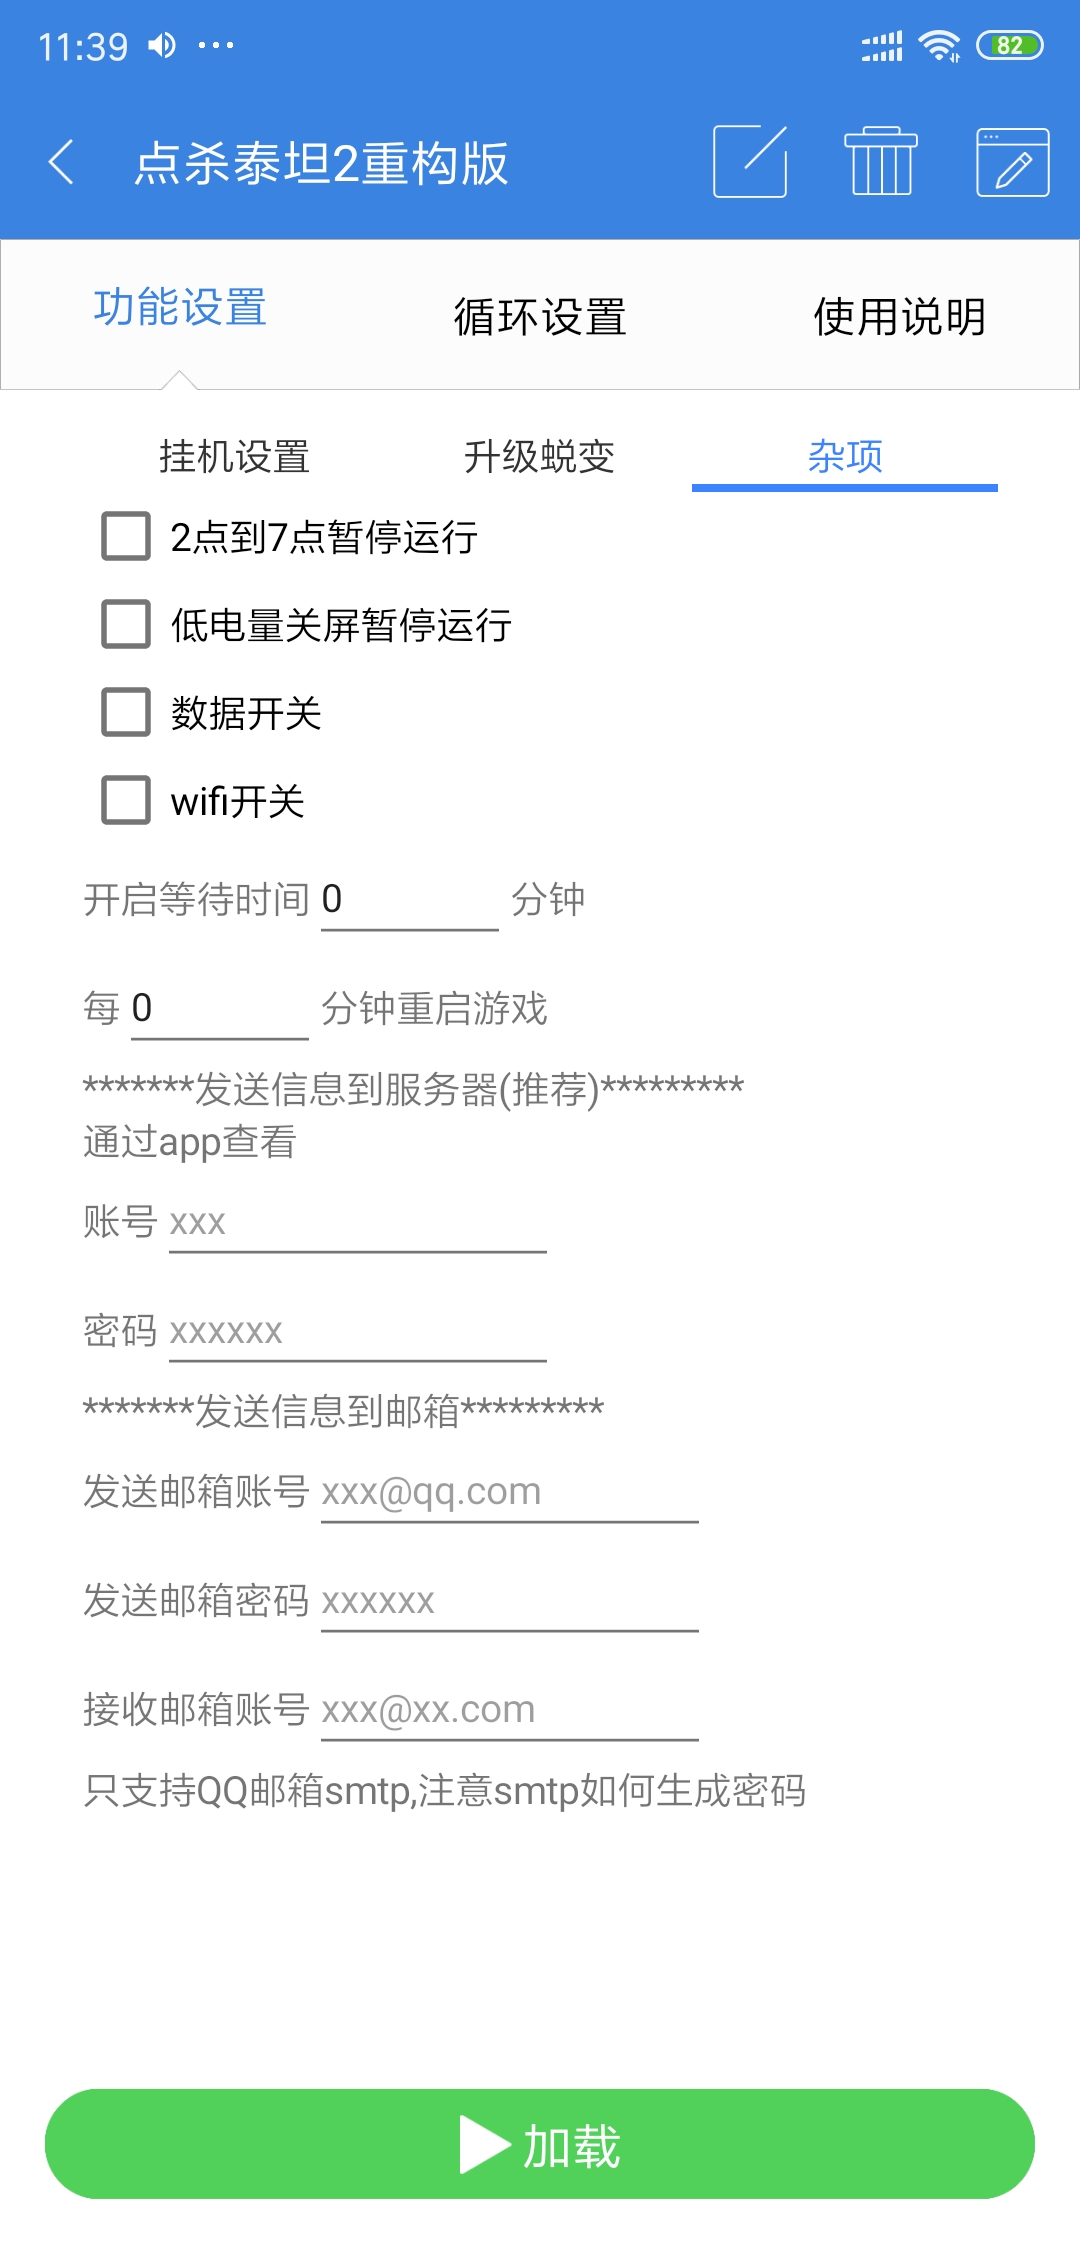 11:39
82
点杀泰坦2重构版
功能设置 循环设置 使用说明
挂机设置 升级蜕变 杂项
2点到7点暂停运行
低电量关屏暂停运行
数据开关
wifi开关
开启等待时间 0 分钟
每 0 分钟重启游戏
*******发送信息到服务器(推荐)*********
通过app查看
账号 xxx
密码 xxxxxx
*******发送信息到邮箱*********
发送邮箱账号 xxx@qq.com
发送邮箱密码 xxxxxx
接收邮箱账号 xxx@xx.com
只支持QQ邮箱smtp,注意smtp如何生成密码
加载